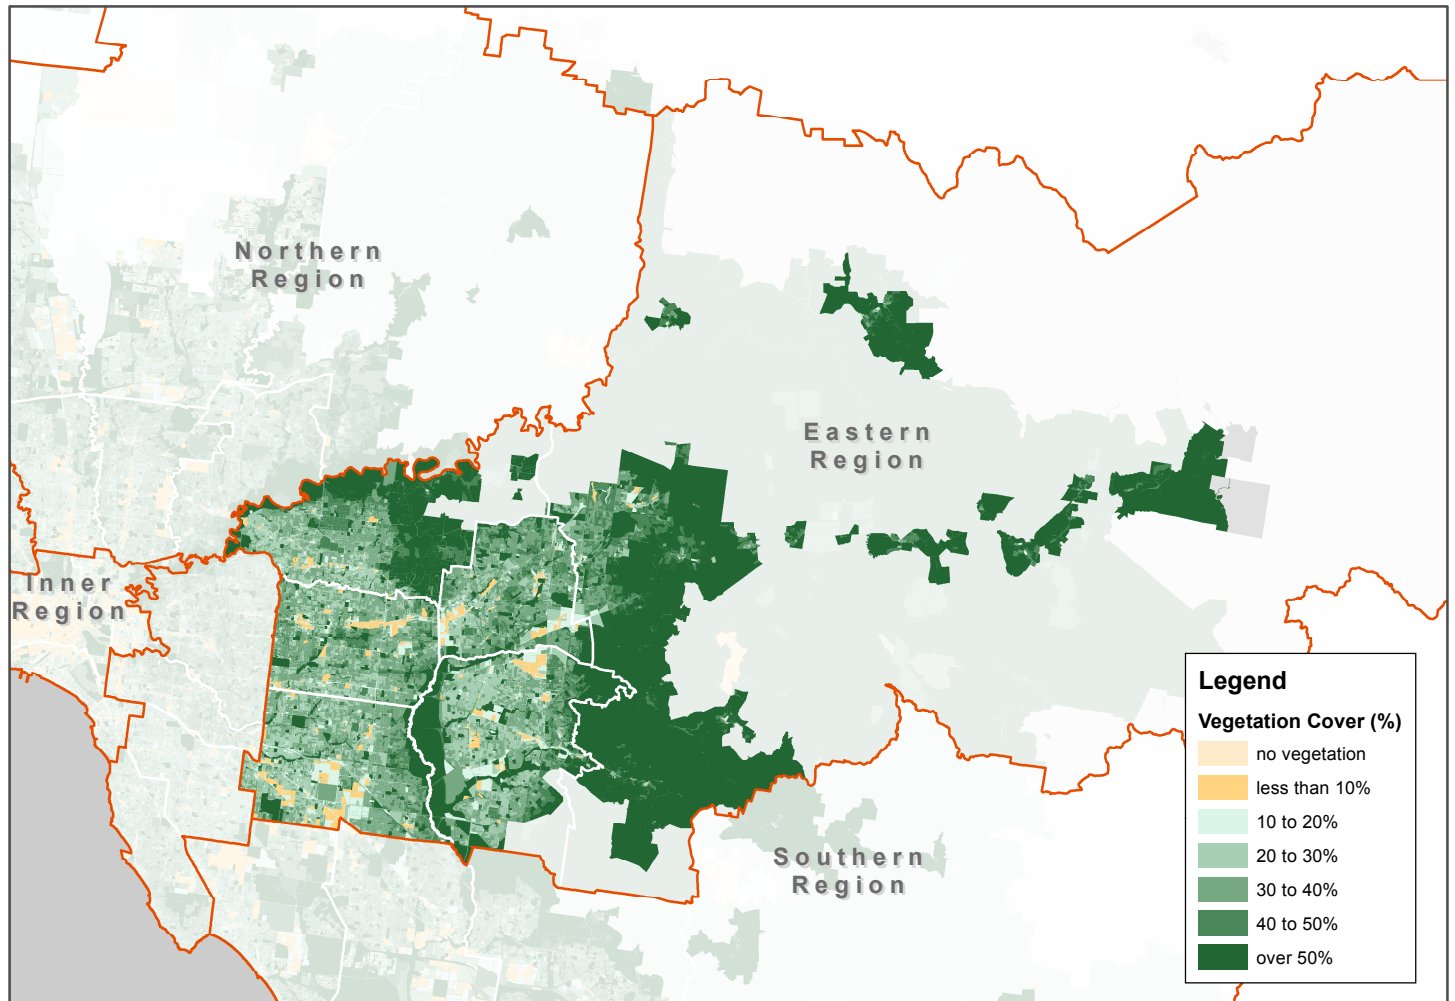 Northern
Region
Eastern
Region
Inner
Region
Southern
Region
Legend
Vegetation Cover (%)
no vegetation
less than 10%
10 to 20%
20 to 30%
30 to 40%
40 to 50%
over 50%